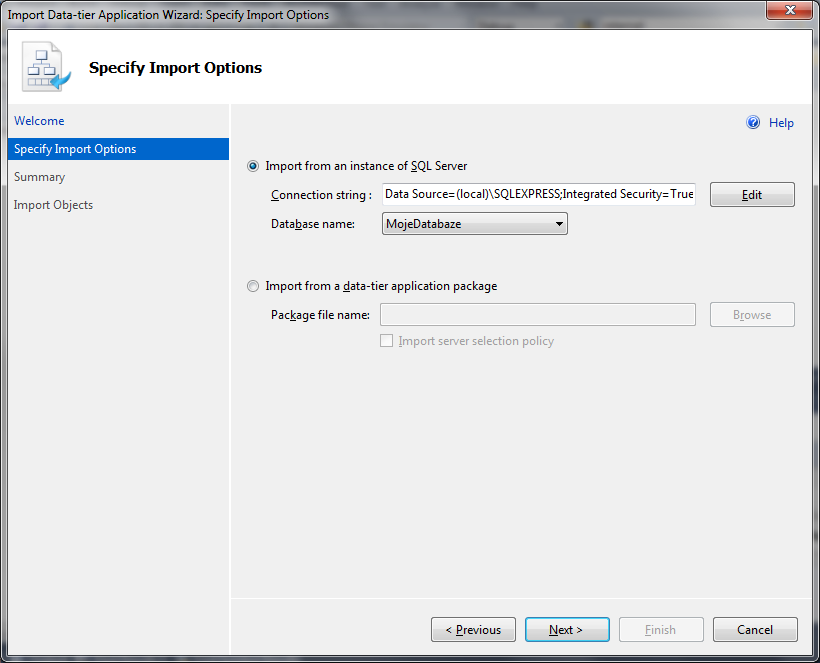 Import Data-tier Application Wizard: Specify Import Options
Specify Import Options
Welcome
Specify Import Options
Summary
Import Objects
Help
Import from an instance of SQL Server
Connection string :
Data Source=(local)\SQLEXPRESS;Integrated Security=True
Edit
Database name:
MojeDatabaze
Import from a data-tier application package
Package file name:
Browse
Import server selection policy
< Previous
Next >
Finish
Cancel